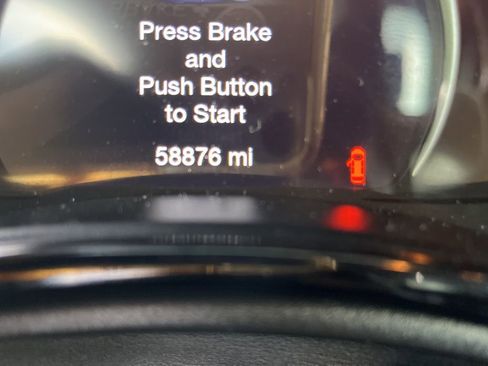 Press Brake
and
Push Button
to Start
58876 mi